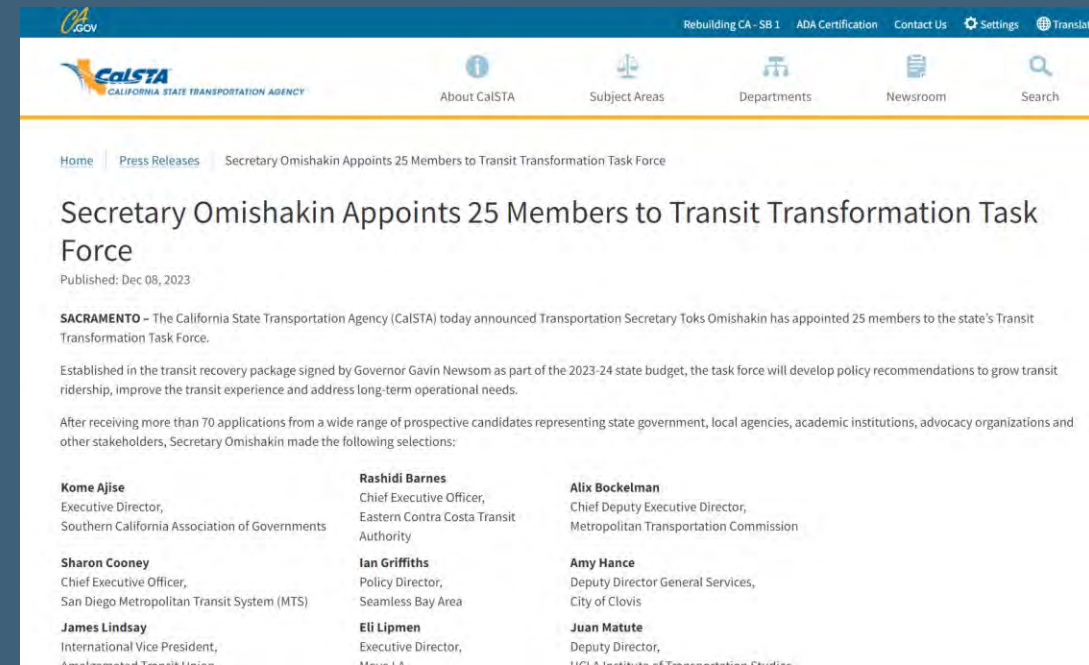 CA.GOV
Rebuilding CA - SB 1 ADA Certification Contact Us Settings Translat
CalSTA
CALIFORNIA STATE TRANSPORTATION AGENCY
About CalSTA Subject Areas Departments Newsroom Search
Home Press Releases Secretary Omishakin Appoints 25 Members to Transit Transformation Task Force
Secretary Omishakin Appoints 25 Members to Transit Transformation Task
Force
Published: Dec 08, 2023
SACRAMENTO – The California State Transportation Agency (CalSTA) today announced Transportation Secretary Toks Omishakin has appointed 25 members to the state's Transit
Transformation Task Force.
Established in the transit recovery package signed by Governor Gavin Newsom as part of the 2023-24 state budget, the task force will develop policy recommendations to grow transit
ridership, improve the transit experience and address long-term operational needs.
After receiving more than 70 applications from a wide range of prospective candidates representing state government, local agencies, academic institutions, advocacy organizations and
other stakeholders, Secretary Omishakin made the following selections:
Kome Ajise
Executive Director,
Southern California Association of Governments
Rashidi Barnes
Chief Executive Officer,
Eastern Contra Costa Transit
Authority
Alix Bockelman
Chief Deputy Executive Director,
Metropolitan Transportation Commission
Sharon Cooney
Chief Executive Officer,
San Diego Metropolitan Transit System (MTS)
Ian Griffiths
Policy Director,
Seamless Bay Area
Amy Hance
Deputy Director General Services,
City of Clovis
James Lindsay
International Vice President,
Amalgamated Transit Union
Eli Lipmen
Executive Director,
Move LA
Juan Matute
Deputy Director,
UCLA Institute of Transportation Studies